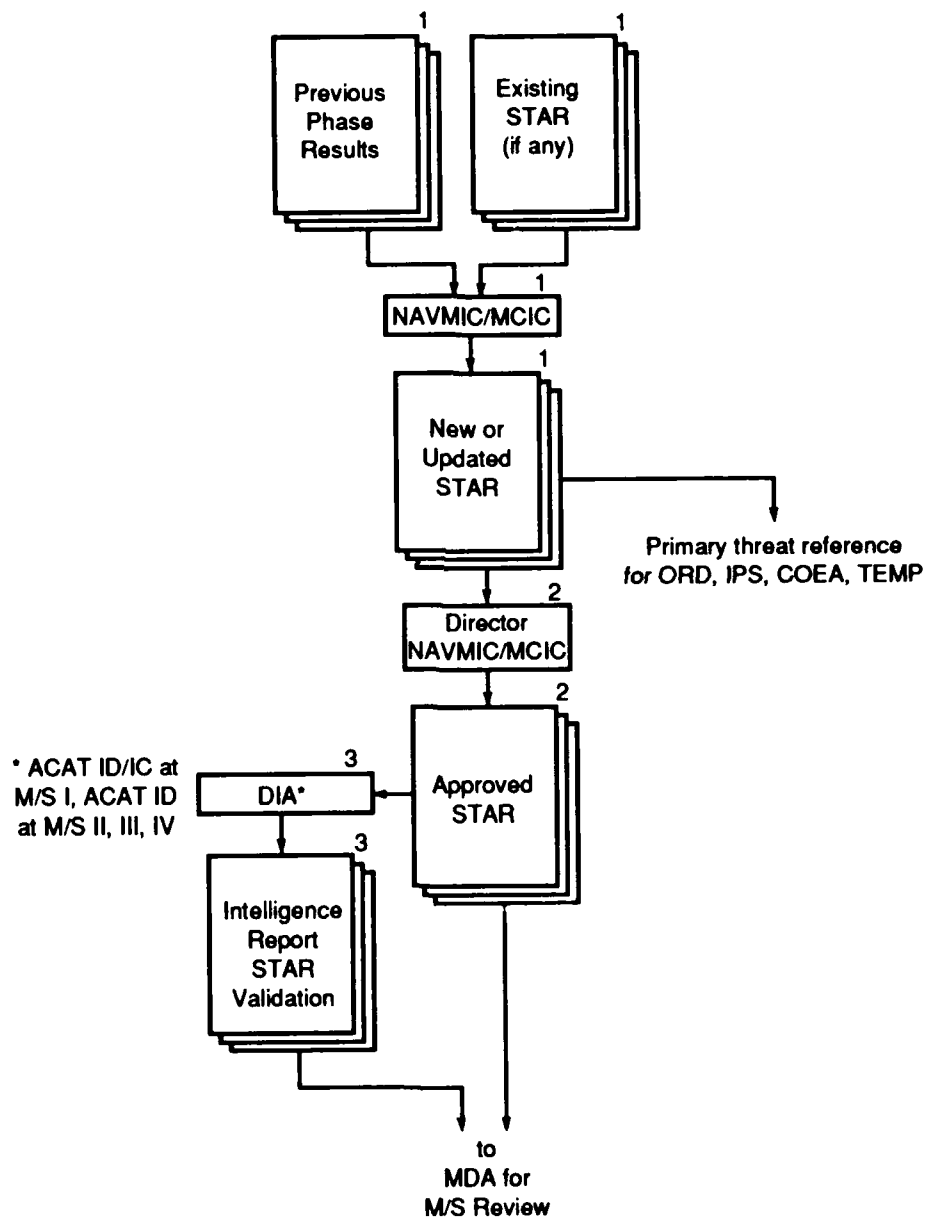 1
Previous
Phase
Results
1
Existing
STAR
(if any)
1
NAVMIC/MCIC
1
New or
Updated
STAR
Primary threat reference
for ORD, IPS, COEA, TEMP
2
Director
NAVMIC/MCIC
2
Approved
STAR
* ACAT ID/IC at
M/S I, ACAT ID
at M/S II, III, IV
3
DIA*
3
Intelligence
Report
STAR
Validation
to
MDA for
M/S Review